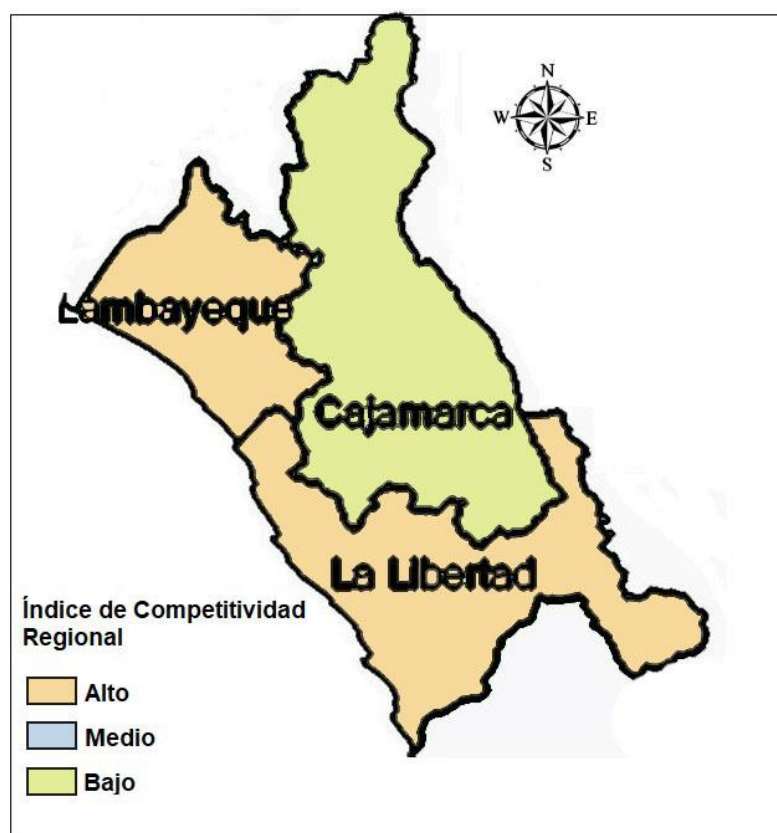 N
W E
S
Lambayeque
Cajamarca
La Libertad
Índice de Competitividad
Regional
Alto
Medio
Bajo